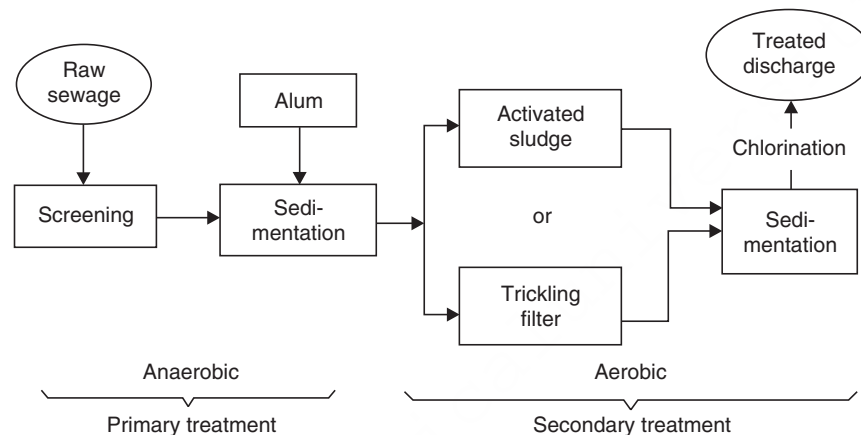 Raw
sewage
Alum
Screening
Sedi-
mentation
Activated
sludge
or
Trickling
filter
Treated
discharge
Chlorination
Sedi-
mentation
Anaerobic
Aerobic
Primary treatment
Secondary treatment